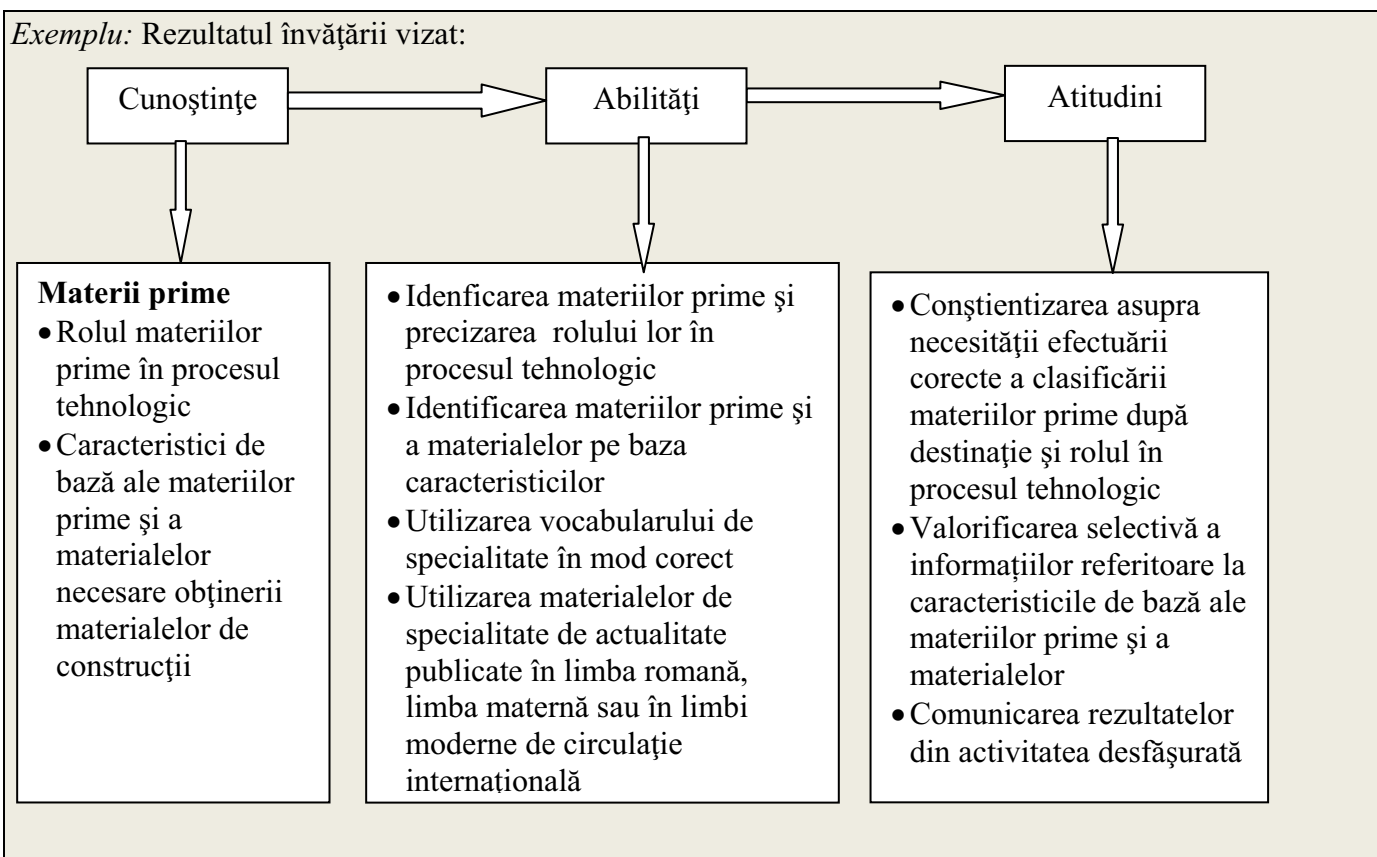 Exemplu: Rezultatul învăţării vizat:
Cunoştinţe
Abilităţi
Atitudini
Materii prime
• Rolul materiilor
prime în procesul
tehnologic
• Caracteristici de
bază ale materiilor
prime şi a
materialelor
necesare obţinerii
materialelor de
construcţii
• Idenficarea materiilor prime şi
precizarea rolului lor în
procesul tehnologic
• Identificarea materiilor prime şi
a materialelor pe baza
caracteristicilor
• Utilizarea vocabularului de
specialitate în mod corect
• Utilizarea materialelor de
specialitate de actualitate
publicate în limba romană,
limba maternă sau în limbi
moderne de circulaţie
internaţională
• Conştientizarea asupra
necesităţii efectuării
corecte a clasificării
materiilor prime după
destinaţie şi rolul în
procesul tehnologic
• Valorificarea selectivă a
informațiilor referitoare la
caracteristicile de bază ale
materiilor prime şi a
materialelor
• Comunicarea rezultatelor
din activitatea desfăşurată